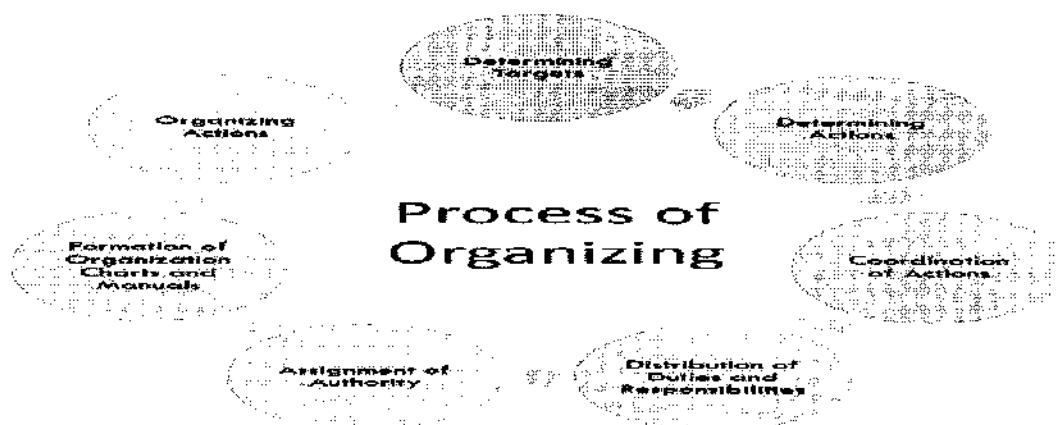 Determining
Targets
Determining
Actions
Coordination
of Actions
Distribution of
Duties and
Responsibilities
Assignment of
Authority
Formation of
Organization
Charts and
Manuals
Organizing
Actions
Process of
Organizing